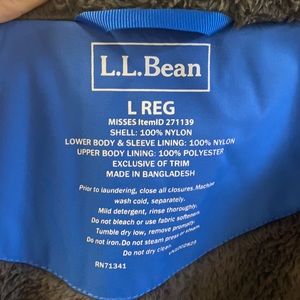 L.L.Bean
L REG
MISSES ItemID 271139
SHELL: 100% NYLON
LOWER BODY & SLEEVE LINING: 100% NYLON
UPPER BODY LINING: 100% POLYESTER
EXCLUSIVE OF TRIM
MADE IN BANGLADESH
Prior to laundering, close all closures. Machine
wash cold, separately.
Mild detergent, rinse thoroughly.
Do not bleach or use fabric softeners.
Tumble dry low, remove promptly.
Do not iron. Do not steam press or steam.
Do not dry clean.
RN71341